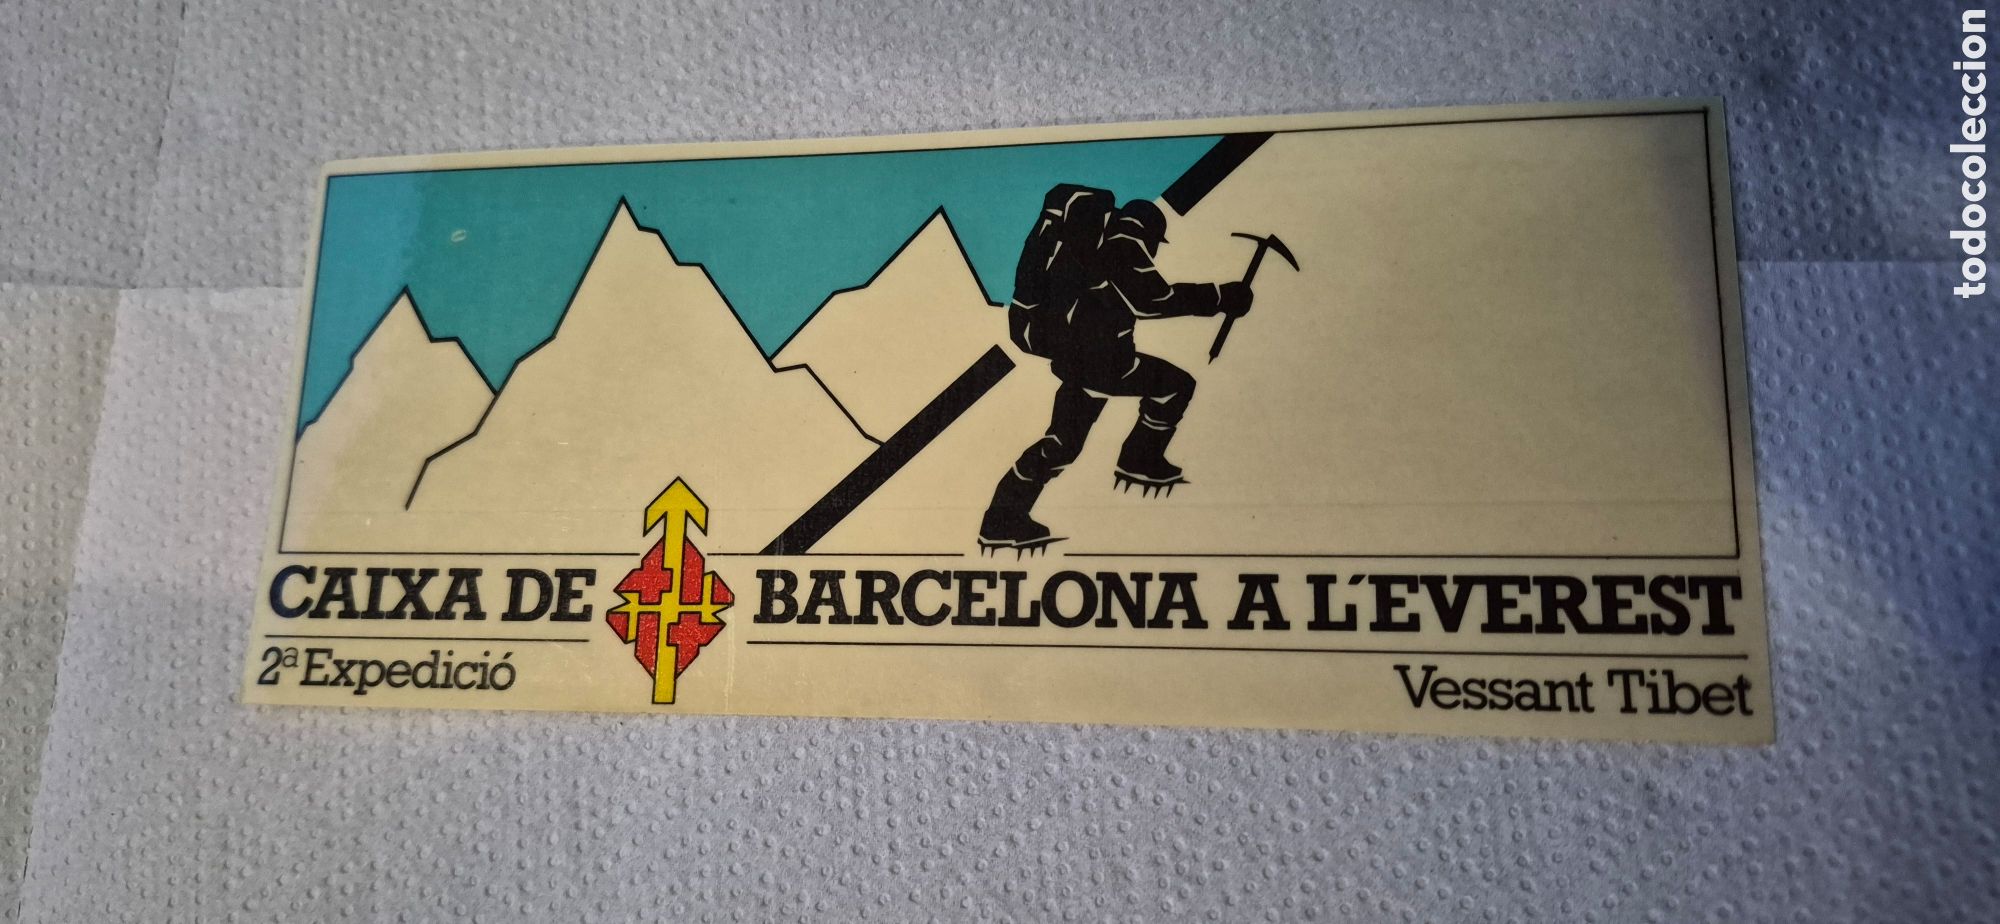 CAIXA DE BARCELONA A L'EVEREST
2ª Expedició
Vessant Tibet
todocoleccion